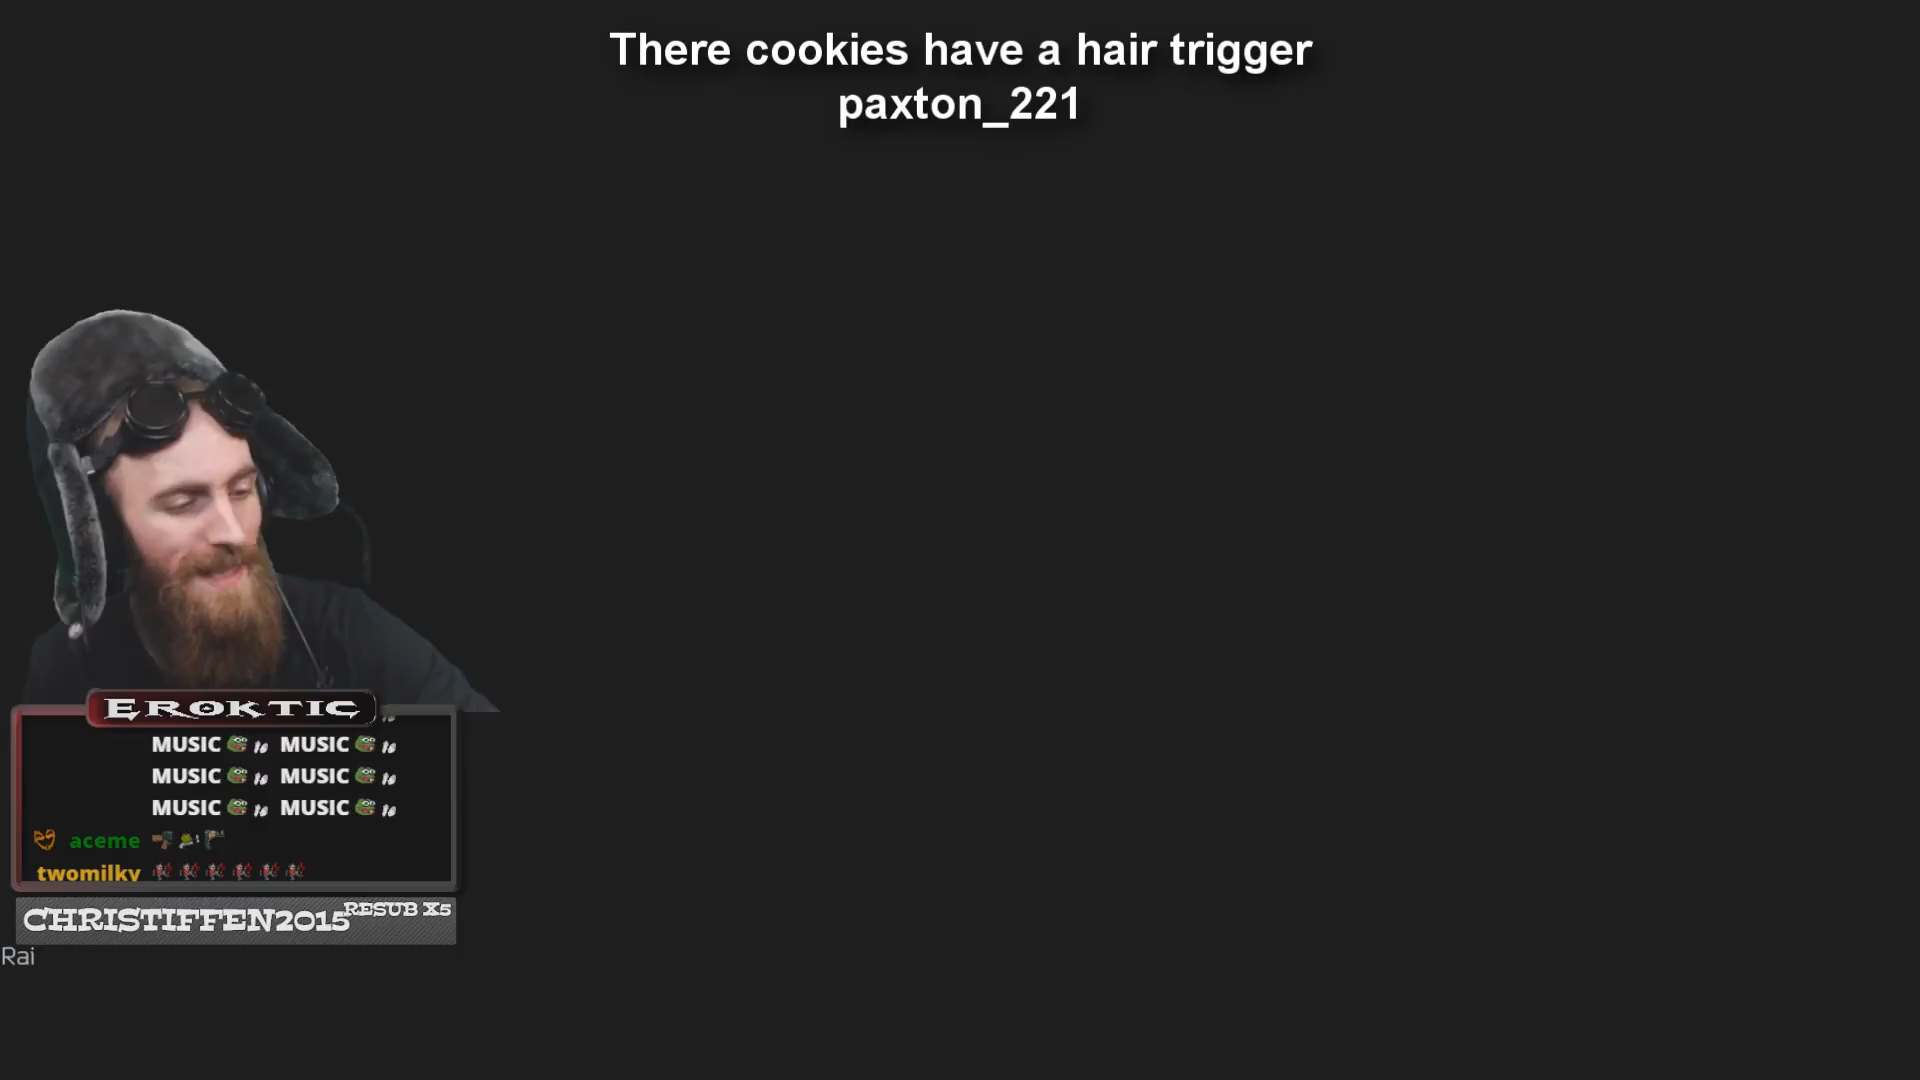 There cookies have a hair trigger
paxton_221
EROKTIC
MUSIC MUSIC
MUSIC MUSIC
MUSIC MUSIC
aceme
twomilky
CHRISTIFFEN2015 RESUB X5
Rai